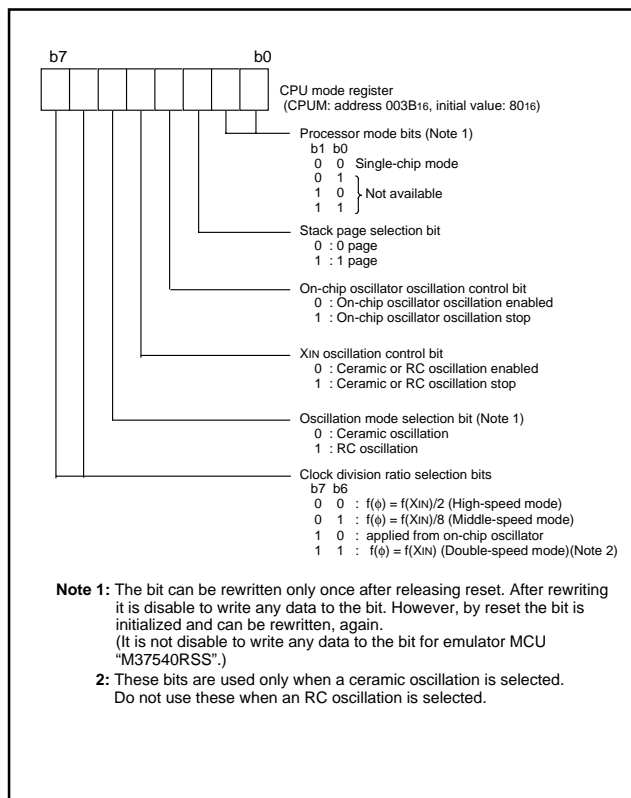 b7 b0
CPU mode register
(CPUM: address 003B16, initial value: 8016)
Processor mode bits (Note 1)
b1 b0
0 0 Single-chip mode
0 1
1 0 Not available
1 1
Stack page selection bit
0 : 0 page
1 : 1 page
On-chip oscillator oscillation control bit
0 : On-chip oscillator oscillation enabled
1 : On-chip oscillator oscillation stop
XIN oscillation control bit
0 : Ceramic or RC oscillation enabled
1 : Ceramic or RC oscillation stop
Oscillation mode selection bit (Note 1)
0 : Ceramic oscillation
1 : RC oscillation
Clock division ratio selection bits
b7 b6
0 0 : f(φ) = f(XIN)/2 (High-speed mode)
0 1 : f(φ) = f(XIN)/8 (Middle-speed mode)
1 0 : applied from on-chip oscillator
1 1 : f(φ) = f(XIN) (Double-speed mode)(Note 2)
Note 1: The bit can be rewritten only once after releasing reset. After rewriting
it is disable to write any data to the bit. However, by reset the bit is
initialized and can be rewritten, again.
(It is not disable to write any data to the bit for emulator MCU
“M37540RSS”.)
2: These bits are used only when a ceramic oscillation is selected.
Do not use these when an RC oscillation is selected.